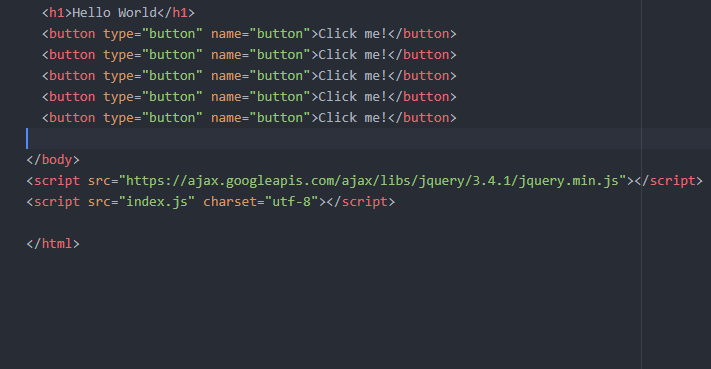 <h1>Hello World</h1>
<button type="button" name="button">Click me!</button>
<button type="button" name="button">Click me!</button>
<button type="button" name="button">Click me!</button>
<button type="button" name="button">Click me!</button>
<button type="button" name="button">Click me!</button>
</body>
<script src="https://ajax.googleapis.com/ajax/libs/jquery/3.4.1/jquery.min.js"></script>
<script src="index.js" charset="utf-8"></script>
</html>